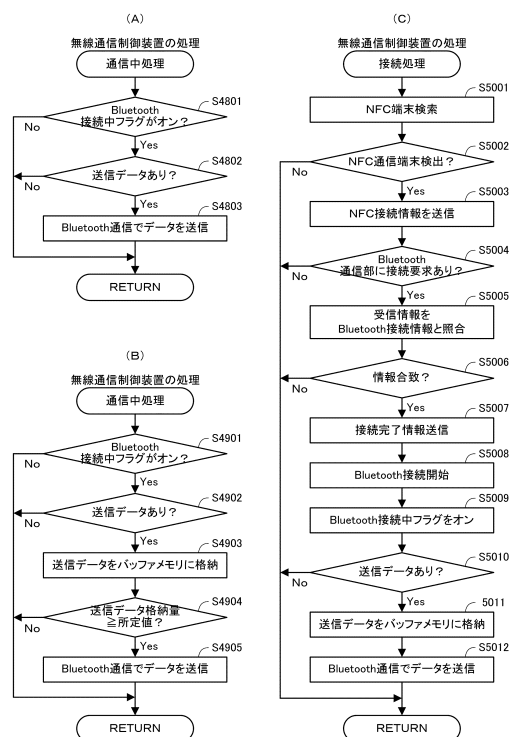 (A)
無線通信制御装置の処理
通信中処理
S4801
Bluetooth
接続中フラグがオン？
No
Yes
S4802
送信データあり？
No
Yes
S4803
Bluetooth通信でデータを送信
RETURN
(B)
無線通信制御装置の処理
通信中処理
S4901
Bluetooth
接続中フラグがオン？
No
Yes
S4902
送信データあり？
No
Yes
S4903
送信データをバッファメモリに格納
S4904
送信データ格納量
≧所定値？
No
Yes
S4905
Bluetooth通信でデータを送信
RETURN
(C)
無線通信制御装置の処理
接続処理
S5001
NFC端末検索
S5002
NFC通信端末検出？
No
Yes
S5003
NFC接続情報を送信
S5004
Bluetooth
通信部に接続要求あり？
No
Yes
S5005
受信情報を
Bluetooth接続情報と照合
S5006
情報合致？
No
Yes
S5007
接続完了情報送信
S5008
Bluetooth接続開始
S5009
Bluetooth接続中フラグをオン
S5010
送信データあり？
No
Yes
5011
送信データをバッファメモリに格納
S5012
Bluetooth通信でデータを送信
RETURN